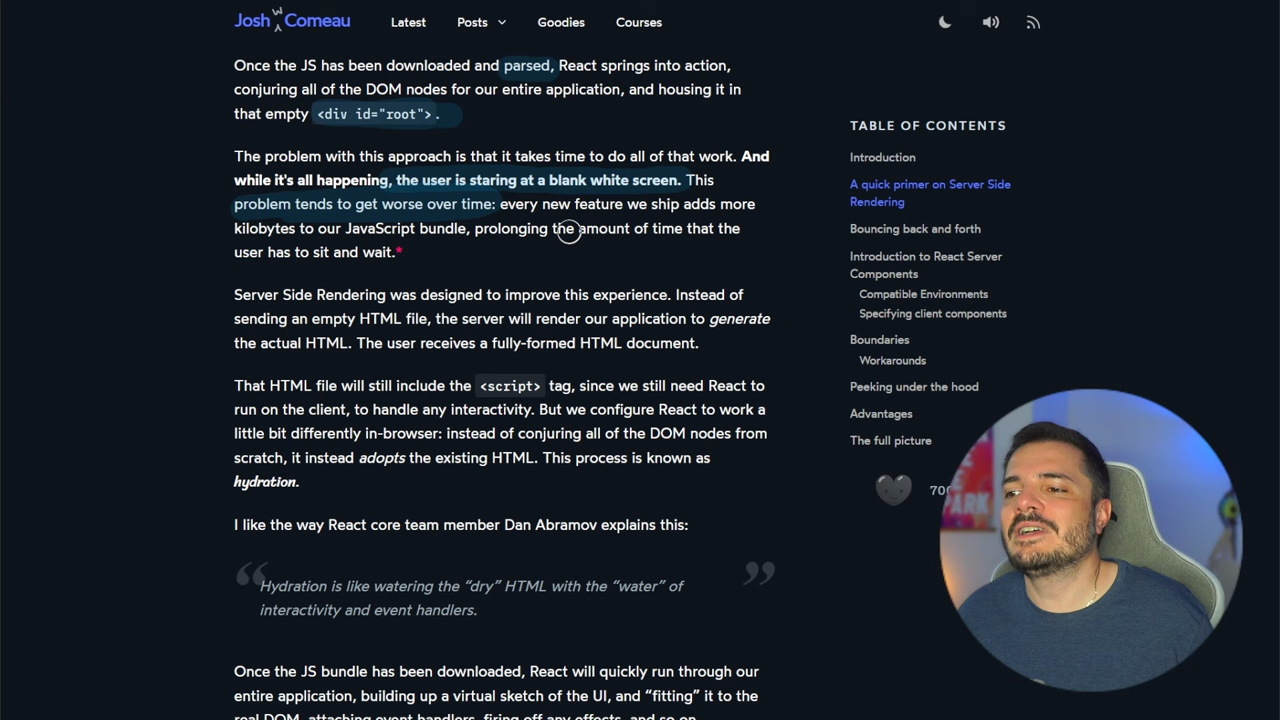 Josh W Comeau
Latest
Posts
Goodies
Courses
Once the JS has been downloaded and parsed, React springs into action,
conjuring all of the DOM nodes for our entire application, and housing it in
that empty <div id="root">.
The problem with this approach is that it takes time to do all of that work. And
while it's all happening, the user is staring at a blank white screen. This
problem tends to get worse over time: every new feature we ship adds more
kilobytes to our JavaScript bundle, prolonging the amount of time that the
user has to sit and wait.*
Server Side Rendering was designed to improve this experience. Instead of
sending an empty HTML file, the server will render our application to generate
the actual HTML. The user receives a fully-formed HTML document.
That HTML file will still include the <script> tag, since we still need React to
run on the client, to handle any interactivity. But we configure React to work a
little bit differently in-browser: instead of conjuring all of the DOM nodes from
scratch, it instead adopts the existing HTML. This process is known as
hydration.
I like the way React core team member Dan Abramov explains this:
“Hydration is like watering the “dry” HTML with the “water” of
interactivity and event handlers.”
Once the JS bundle has been downloaded, React will quickly run through our
entire application, building up a virtual sketch of the UI, and “fitting” it to the
real DOM, attaching event handlers, firing off any effects, and so on.
TABLE OF CONTENTS
Introduction
A quick primer on Server Side
Rendering
Bouncing back and forth
Introduction to React Server
Components
Compatible Environments
Specifying client components
Boundaries
Workarounds
Peeking under the hood
Advantages
The full picture